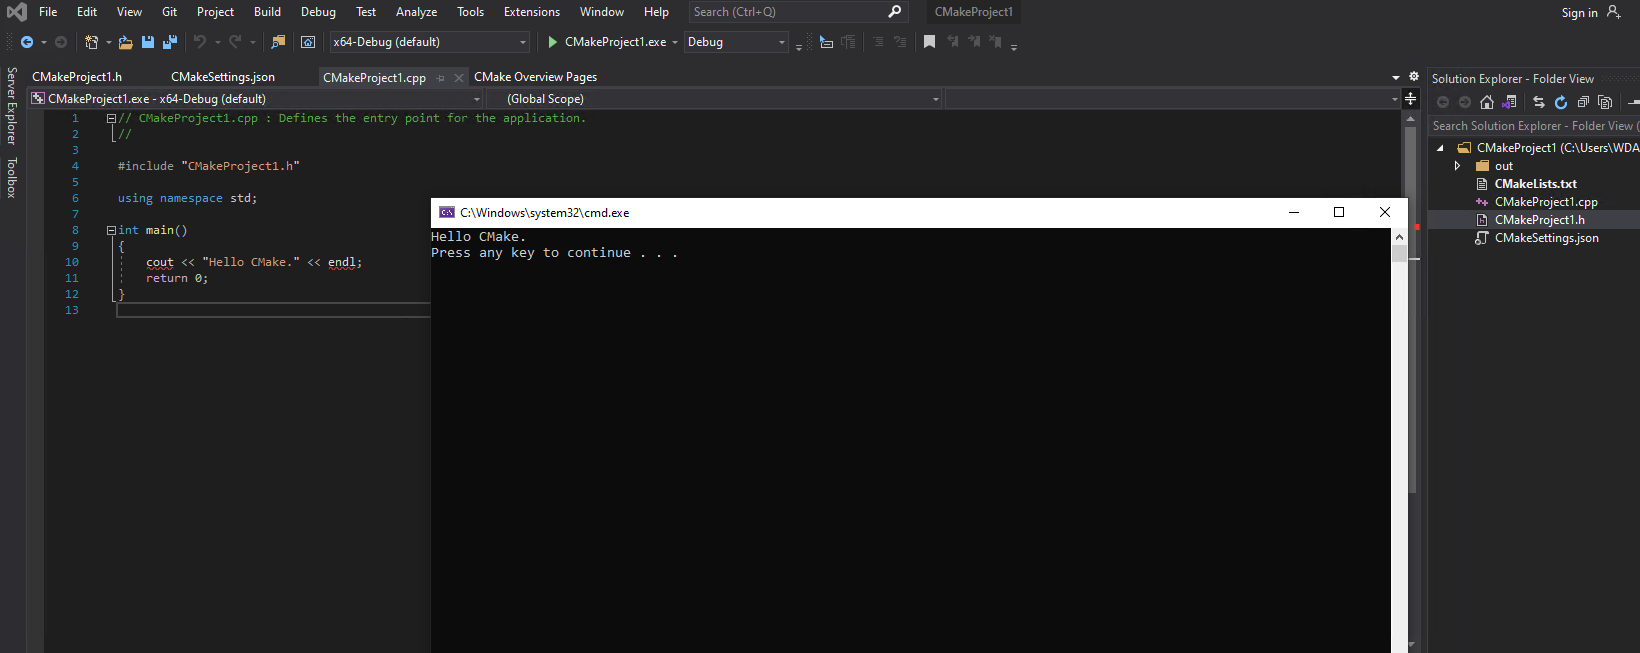 File Edit View Git Project Build Debug Test Analyze Tools Extensions Window Help Search (Ctrl+Q) CMakeProject1 Sign in
x64-Debug (default) CMakeProject1.exe Debug
Server Explorer
Toolbox
CMakeProject1.h CMakeSettings.json CMakeProject1.cpp CMake Overview Pages
CMakeProject1.exe - x64-Debug (default) (Global Scope)
1 // CMakeProject1.cpp : Defines the entry point for the application.
2 //
3
4 #include "CMakeProject1.h"
5
6 using namespace std;
7
8 int main()
9 {
10 cout << "Hello CMake." << endl;
11 return 0;
12 }
13
C:\Windows\system32\cmd.exe
Hello CMake.
Press any key to continue . . .
Solution Explorer - Folder View
Search Solution Explorer - Folder View (
CMakeProject1 (C:\Users\WDA
out
CMakeLists.txt
CMakeProject1.cpp
CMakeProject1.h
CMakeSettings.json